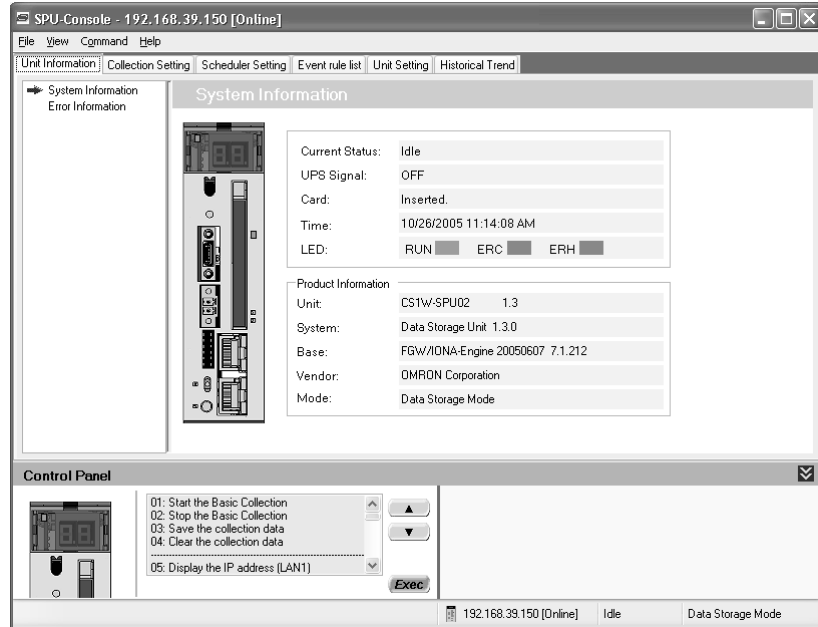 SPU-Console - 192.168.39.150 [Online]
File View Command Help
Unit Information Collection Setting Scheduler Setting Event rule list Unit Setting Historical Trend
System Information
Error Information
System Information
Current Status: Idle
UPS Signal: OFF
Card: Inserted.
Time: 10/26/2005 11:14:08 AM
LED: RUN ERC ERH
Product Information
Unit: CS1W-SPU02 1.3
System: Data Storage Unit 1.3.0
Base: FGW/IONA-Engine 20050607 7.1.212
Vendor: OMRON Corporation
Mode: Data Storage Mode
Control Panel
01: Start the Basic Collection
02: Stop the Basic Collection
03: Save the collection data
04: Clear the collection data
05: Display the IP address (LAN1)
Exec
192.168.39.150 [Online] Idle Data Storage Mode